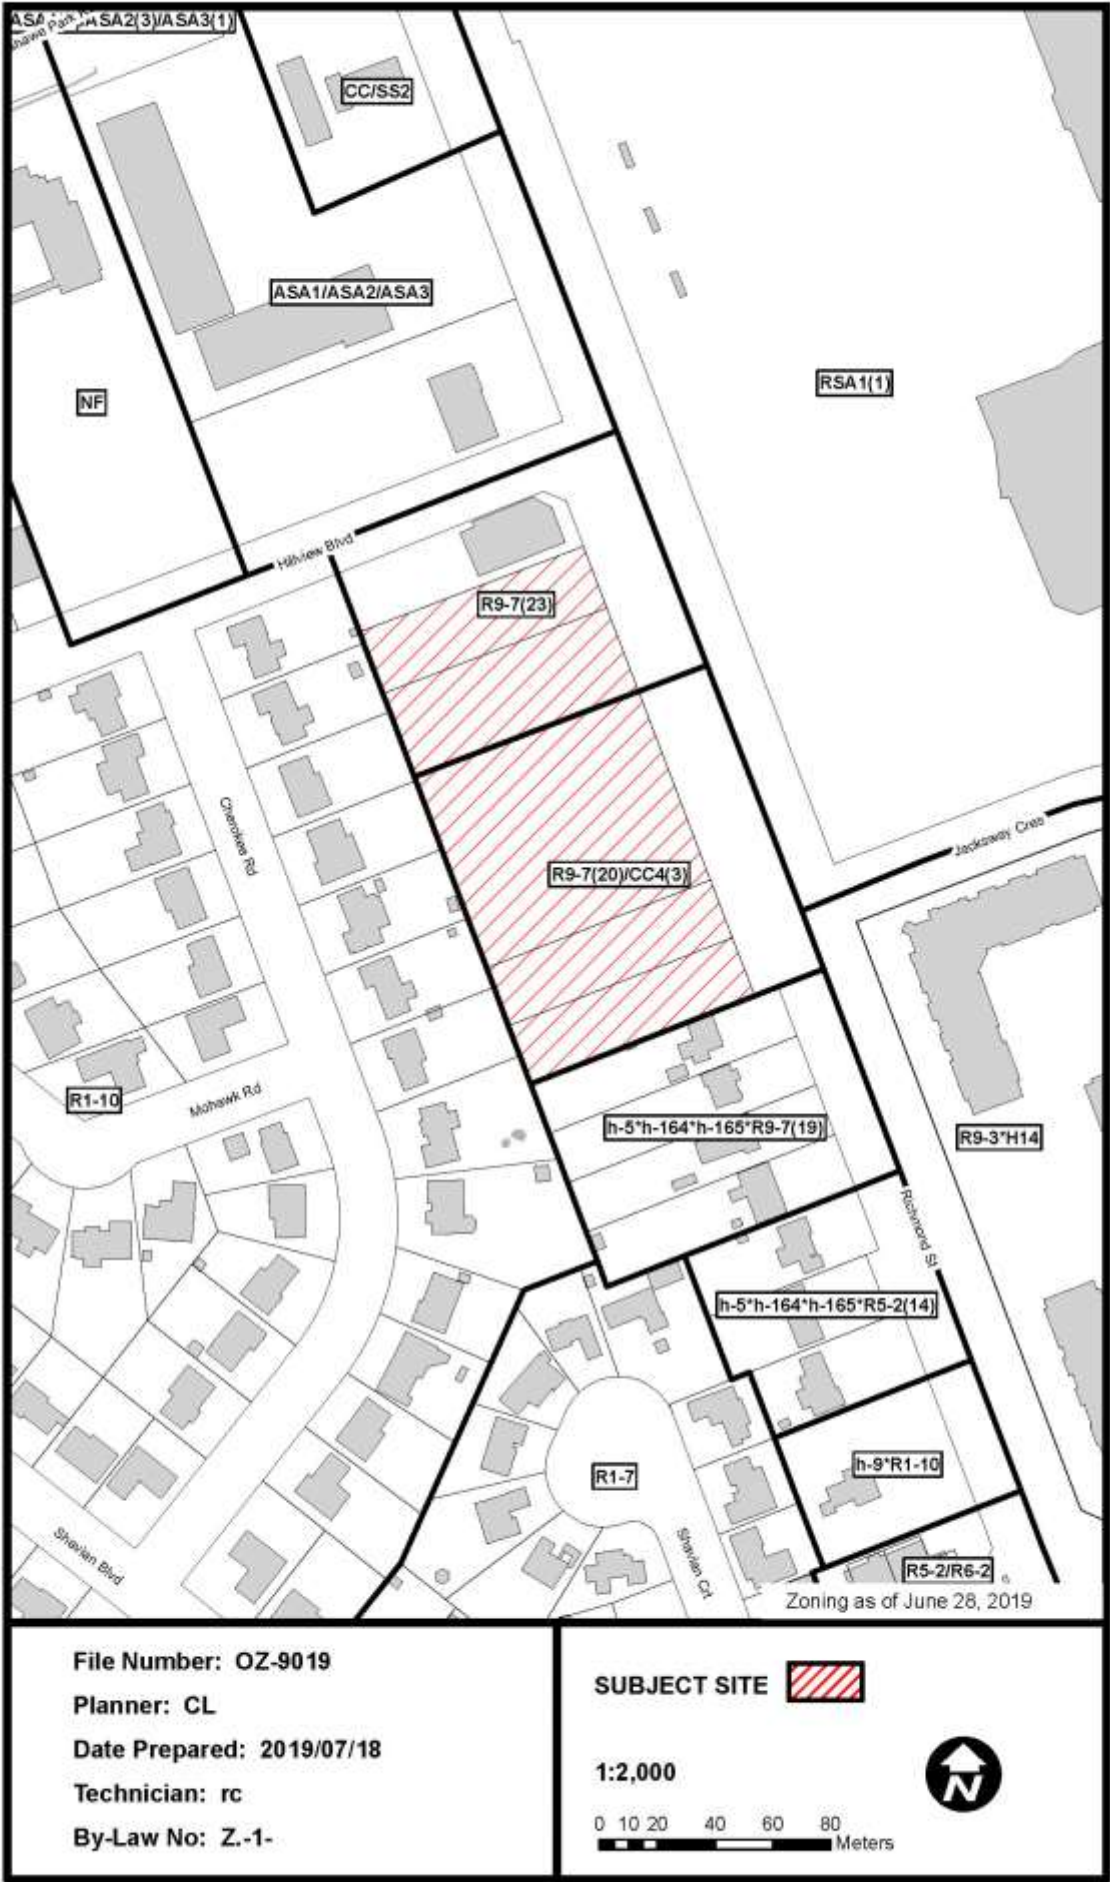 ASA2(3)/ASA3(1)
CC/SS2
ASA1/ASA2/ASA3
RSA1(1)
NF
Hillview Blvd
R9-7(23)
Cherokee Rd
Jacksway Cres
R9-7(20)/CC4(3)
R1-10
Mohawk Rd
h-5*h-164*h-165*R9-7(19)
R9-3*H14
Richmond St
h-5*h-164*h-165*R5-2(14)
h-9*R1-10
R1-7
Shavian Blvd
Shavian Crt
R5-2/R6-2
Zoning as of June 28, 2019
File Number: OZ-9019
Planner: CL
Date Prepared: 2019/07/18
Technician: rc
By-Law No: Z.-1-
SUBJECT SITE
1:2,000
N
0 10 20 40 60 80
Meters